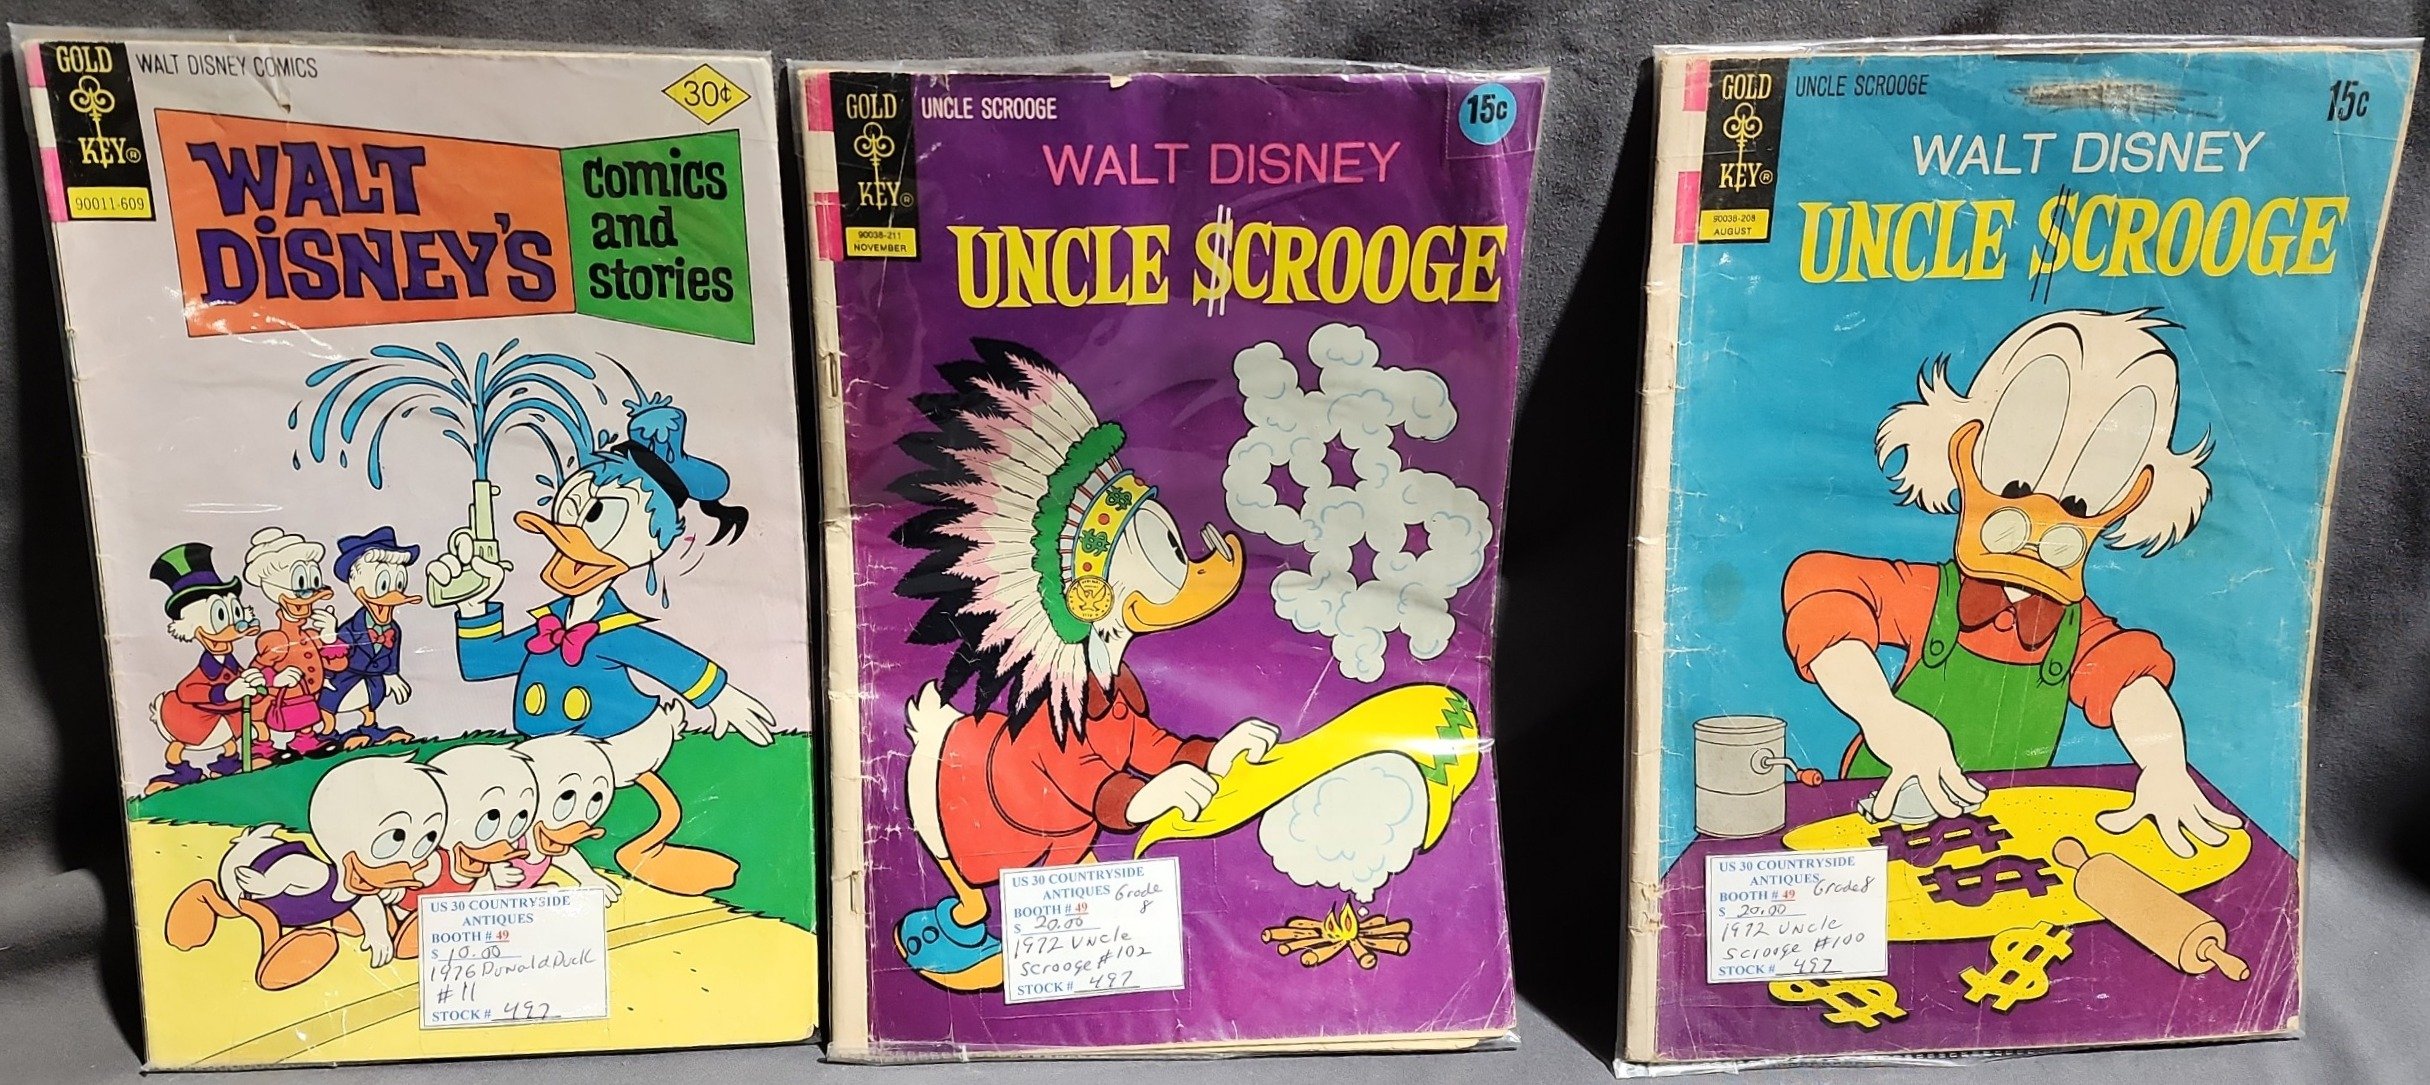 GOLD
KEY®
WALT DISNEY COMICS
30¢
90011-609
WALT
DiSNEY'S
comics
and
stories
US 30 COUNTRYSIDE
ANTIQUES
BOOTH # 49
$ 10.00
1976 Donald Duck
#11
STOCK # 497
GOLD
KEY®
UNCLE SCROOGE
15c
90038-211
NOVEMBER
WALT DISNEY
UNCLE $CROOGE
US 30 COUNTRYSIDE
ANTIQUES Grade
BOOTH # 49 8
$ 20.00
1972 Uncle
Scrooge #102
STOCK # 497
GOLD
KEY®
UNCLE SCROOGE
15c
90038-208
AUGUST
WALT DISNEY
UNCLE $CROOGE
US 30 COUNTRYSIDE
ANTIQUES Grade 8
BOOTH # 49
$ 20.00
1972 Uncle
Scrooge #100
STOCK # 497